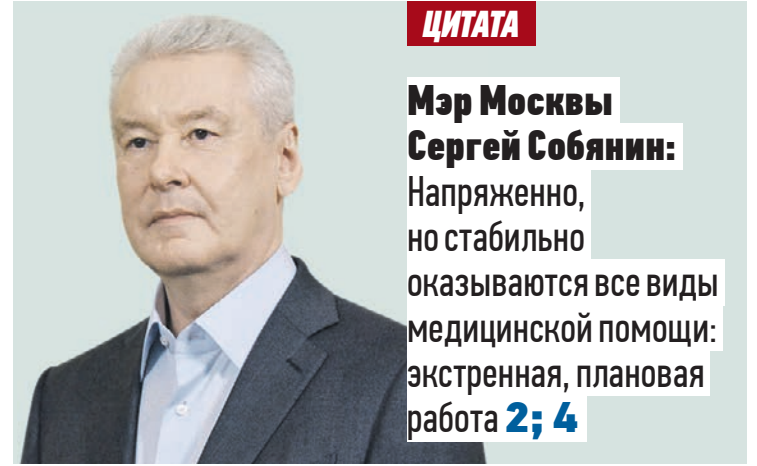 ЦИТАТА
Мэр Москвы
Сергей Собянин:
Напряженно,
но стабильно
оказываются все виды
медицинской помощи:
экстренная, плановая
работа 2; 4